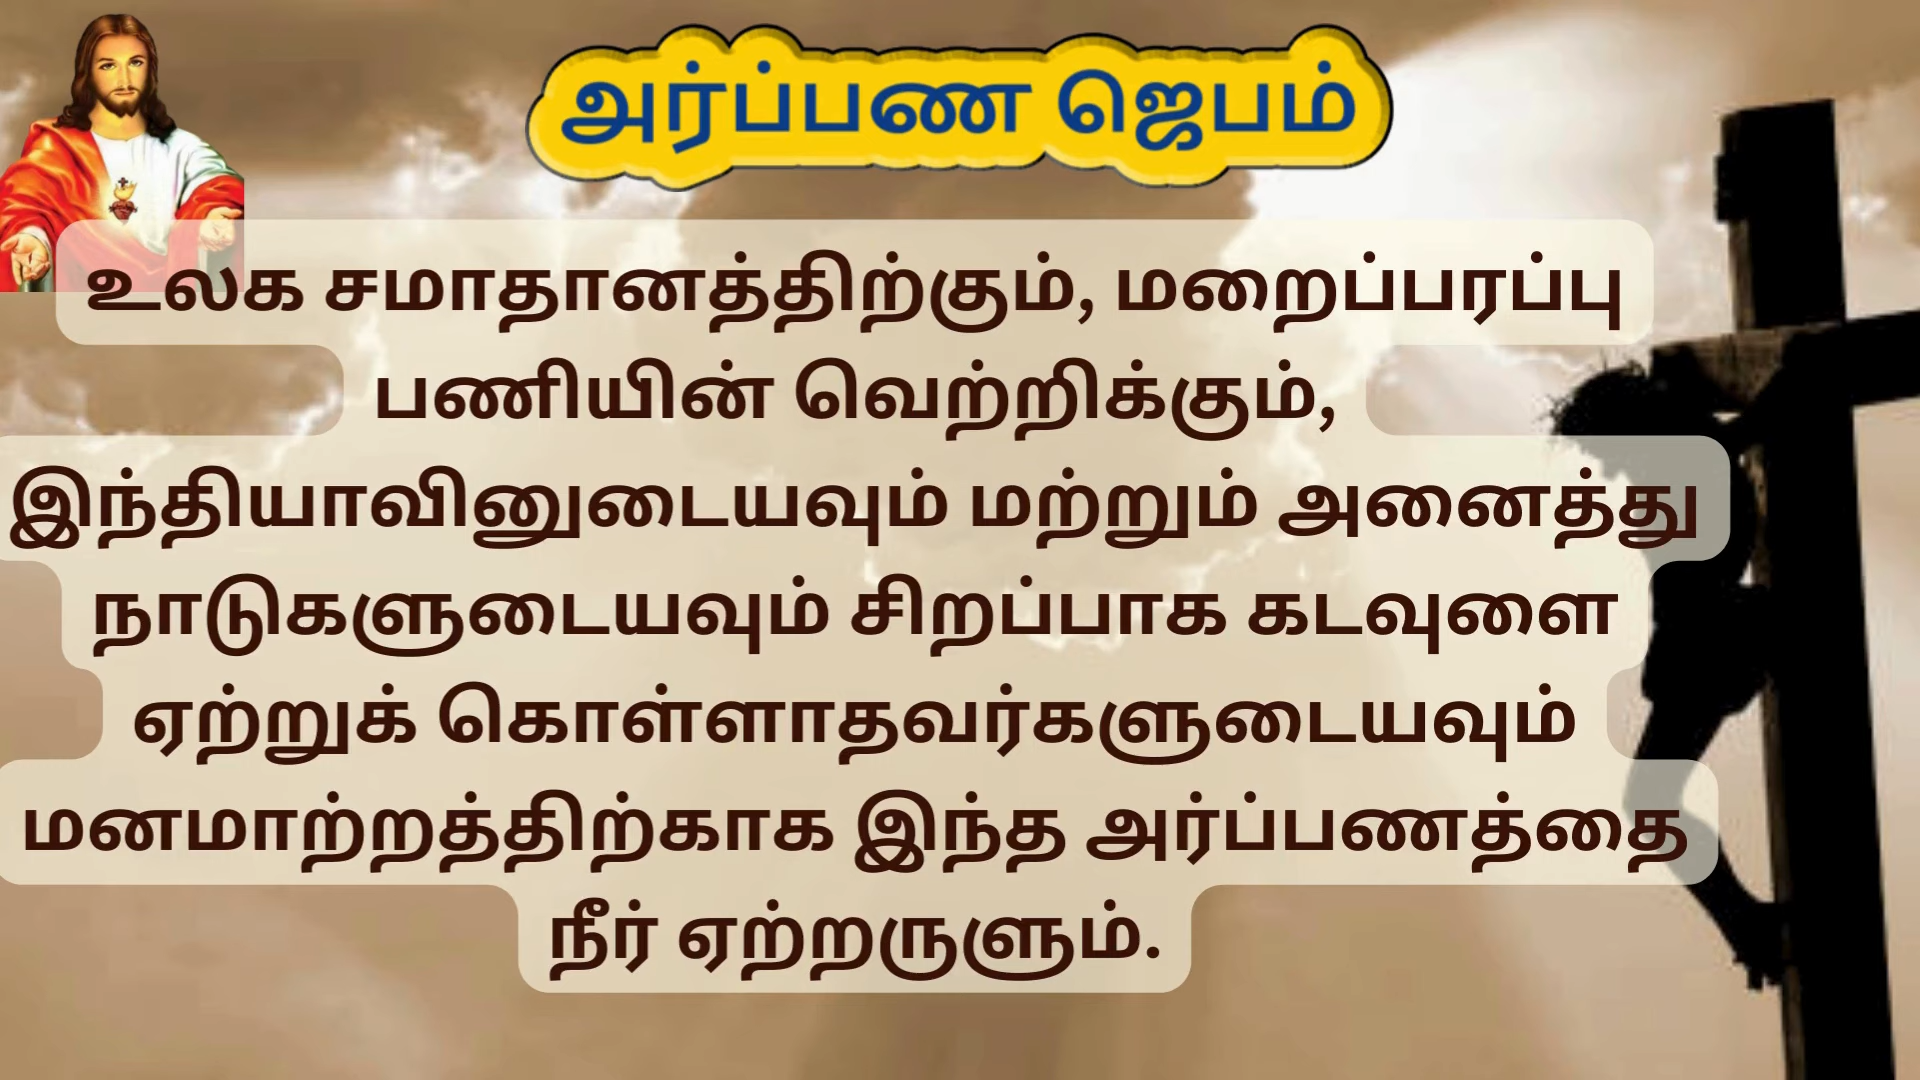 அர்ப்பண ஜெபம்
உலக சமாதானத்திற்கும், மறைப்பரப்பு
பணியின் வெற்றிக்கும்,
இந்தியாவினுடையவும் மற்றும் அனைத்து
நாடுகளுடையவும் சிறப்பாக கடவுளை
ஏற்றுக் கொள்ளாதவர்களுடையவும்
மனமாற்றத்திற்காக இந்த அர்ப்பணத்தை
நீர் ஏற்றருளும்.